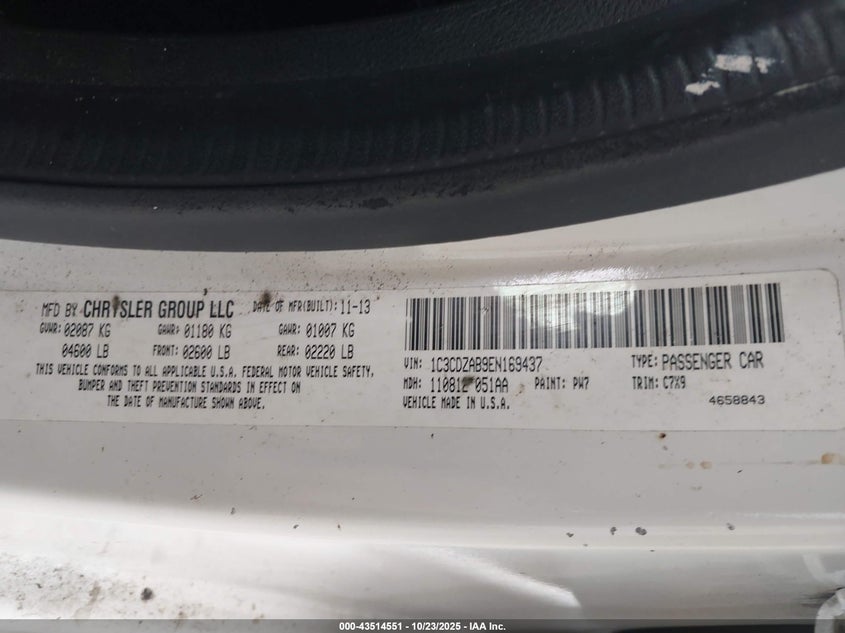 MFD BY CHRYSLER GROUP LLC DATE OF MFR(BUILT): 11-13
GVWR: 02087 KG GAWR: 01180 KG GAWR: 01007 KG
04600 LB FRONT: 02600 LB REAR: 02220 LB
THIS VEHICLE CONFORMS TO ALL APPLICABLE U.S.A. FEDERAL MOTOR VEHICLE SAFETY,
BUMPER AND THEFT PREVENTION STANDARDS IN EFFECT ON
THE DATE OF MANUFACTURE SHOWN ABOVE.
VIN: 1C3CDZAB9EN169437 TYPE: PASSENGER CAR
MDH: 110812 051AA PAINT: PW7 TRIM: C7X9
VEHICLE MADE IN U.S.A. 4658843
000-43514551 | 10/23/2025 - IAA Inc.